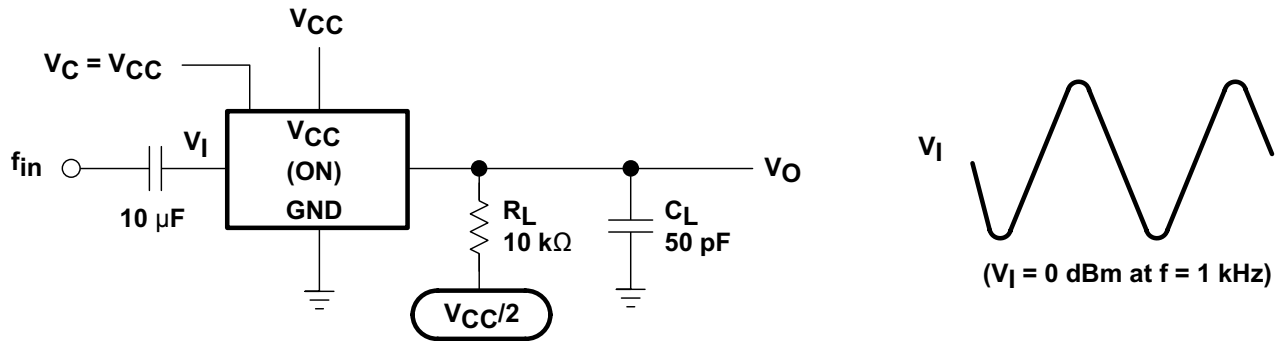 VCC
VC = VCC
VI
VCC
(ON)
GND
fin
10 µF
RL
10 kΩ
CL
50 pF
VO
VCC/2
VI
(VI = 0 dBm at f = 1 kHz)